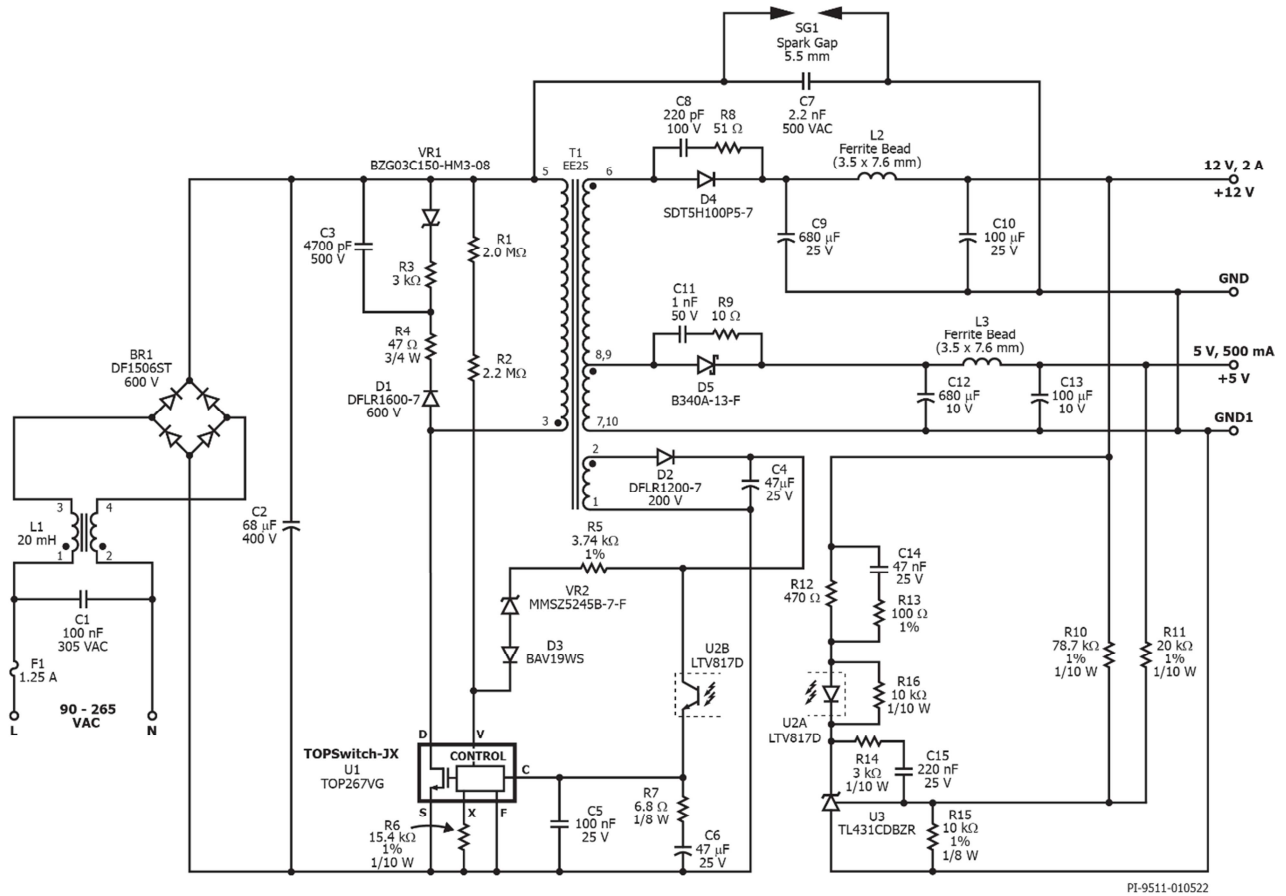 SG1
Spark Gap
5.5 mm
C7
2.2 nF
500 VAC
C8
220 pF
100 V
R8
51 Ω
L2
Ferrite Bead
(3.5 x 7.6 mm)
12 V, 2 A
+12 V
VR1
BZG03C150-HM3-08
T1
EE25
5
6
D4
SDT5H100P5-7
C3
4700 pF
500 V
R1
2.0 MΩ
R3
3 kΩ
C9
680 µF
25 V
C10
100 µF
25 V
GND
C11
1 nF
50 V
R9
10 Ω
L3
Ferrite Bead
(3.5 x 7.6 mm)
R4
47 Ω
3/4 W
R2
2.2 MΩ
8,9
5 V, 500 mA
+5 V
BR1
DF1506ST
600 V
D1
DFLR1600-7
600 V
D5
B340A-13-F
C12
680 µF
10 V
C13
100 µF
10 V
3
7,10
GND1
2
D2
DFLR1200-7
200 V
C4
47µF
25 V
1
3
4
L1
20 mH
1
2
C2
68 µF
400 V
R5
3.74 kΩ
1%
VR2
MMSZ5245B-7-F
C14
47 nF
25 V
R12
470 Ω
R13
100 Ω
1%
C1
100 nF
305 VAC
D3
BAV19WS
R10
78.7 kΩ
1%
1/10 W
R11
20 kΩ
1%
1/10 W
F1
1.25 A
90 - 265
VAC
L
N
U2B
LTV817D
R16
10 kΩ
1/10 W
U2A
LTV817D
D
V
TOPSwitch-JX
U1
TOP267VG
CONTROL
C
S
X
F
R14
3 kΩ
1/10 W
C15
220 nF
25 V
R6
15.4 kΩ
1%
1/10 W
C5
100 nF
25 V
R7
6.8 Ω
1/8 W
C6
47 µF
25 V
U3
TL431CDBZR
R15
10 kΩ
1%
1/8 W
PI-9511-010522